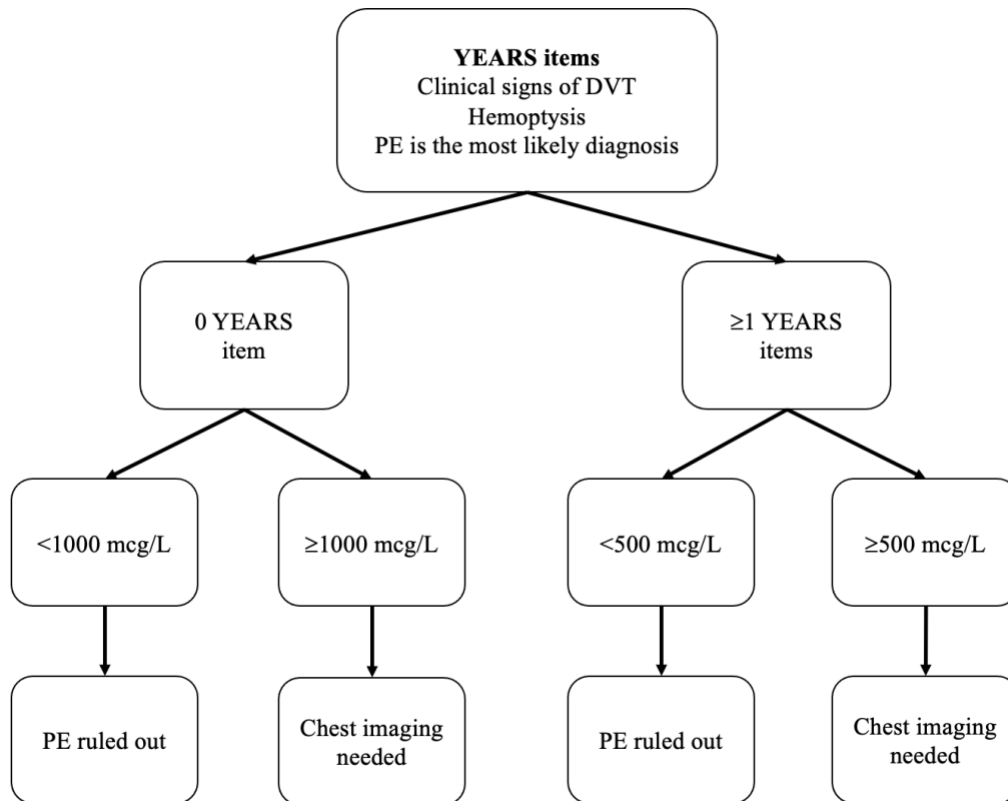 YEARS items
Clinical signs of DVT
Hemoptysis
PE is the most likely diagnosis
0 YEARS
item
≥1 YEARS
items
<1000 mcg/L
≥1000 mcg/L
<500 mcg/L
≥500 mcg/L
PE ruled out
Chest imaging
needed
PE ruled out
Chest imaging
needed